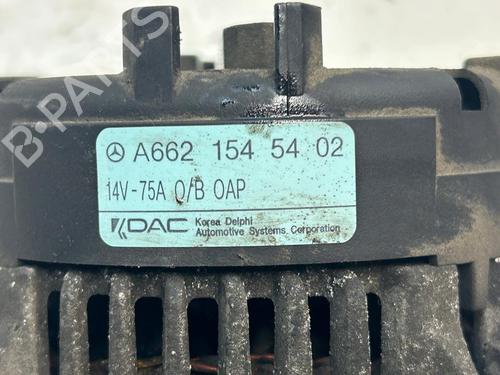 B-PARTS
A662 154 54 02
14V-75A O/B OAP
KDAC Korea Delphi
Automotive Systems Corporation